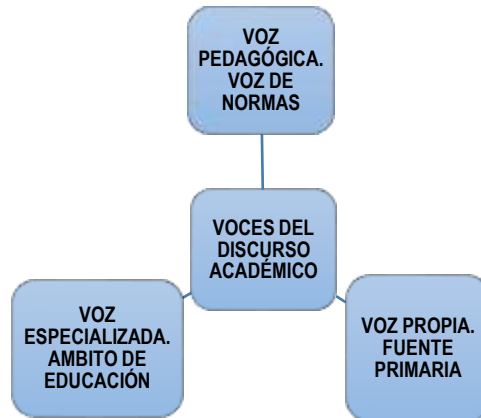 VOZ
PEDAGÓGICA.
VOZ DE
NORMAS
VOCES DEL
DISCURSO
ACADÉMICO
VOZ
ESPECIALIZADA.
AMBITO DE
EDUCACIÓN
VOZ PROPIA.
FUENTE
PRIMARIA